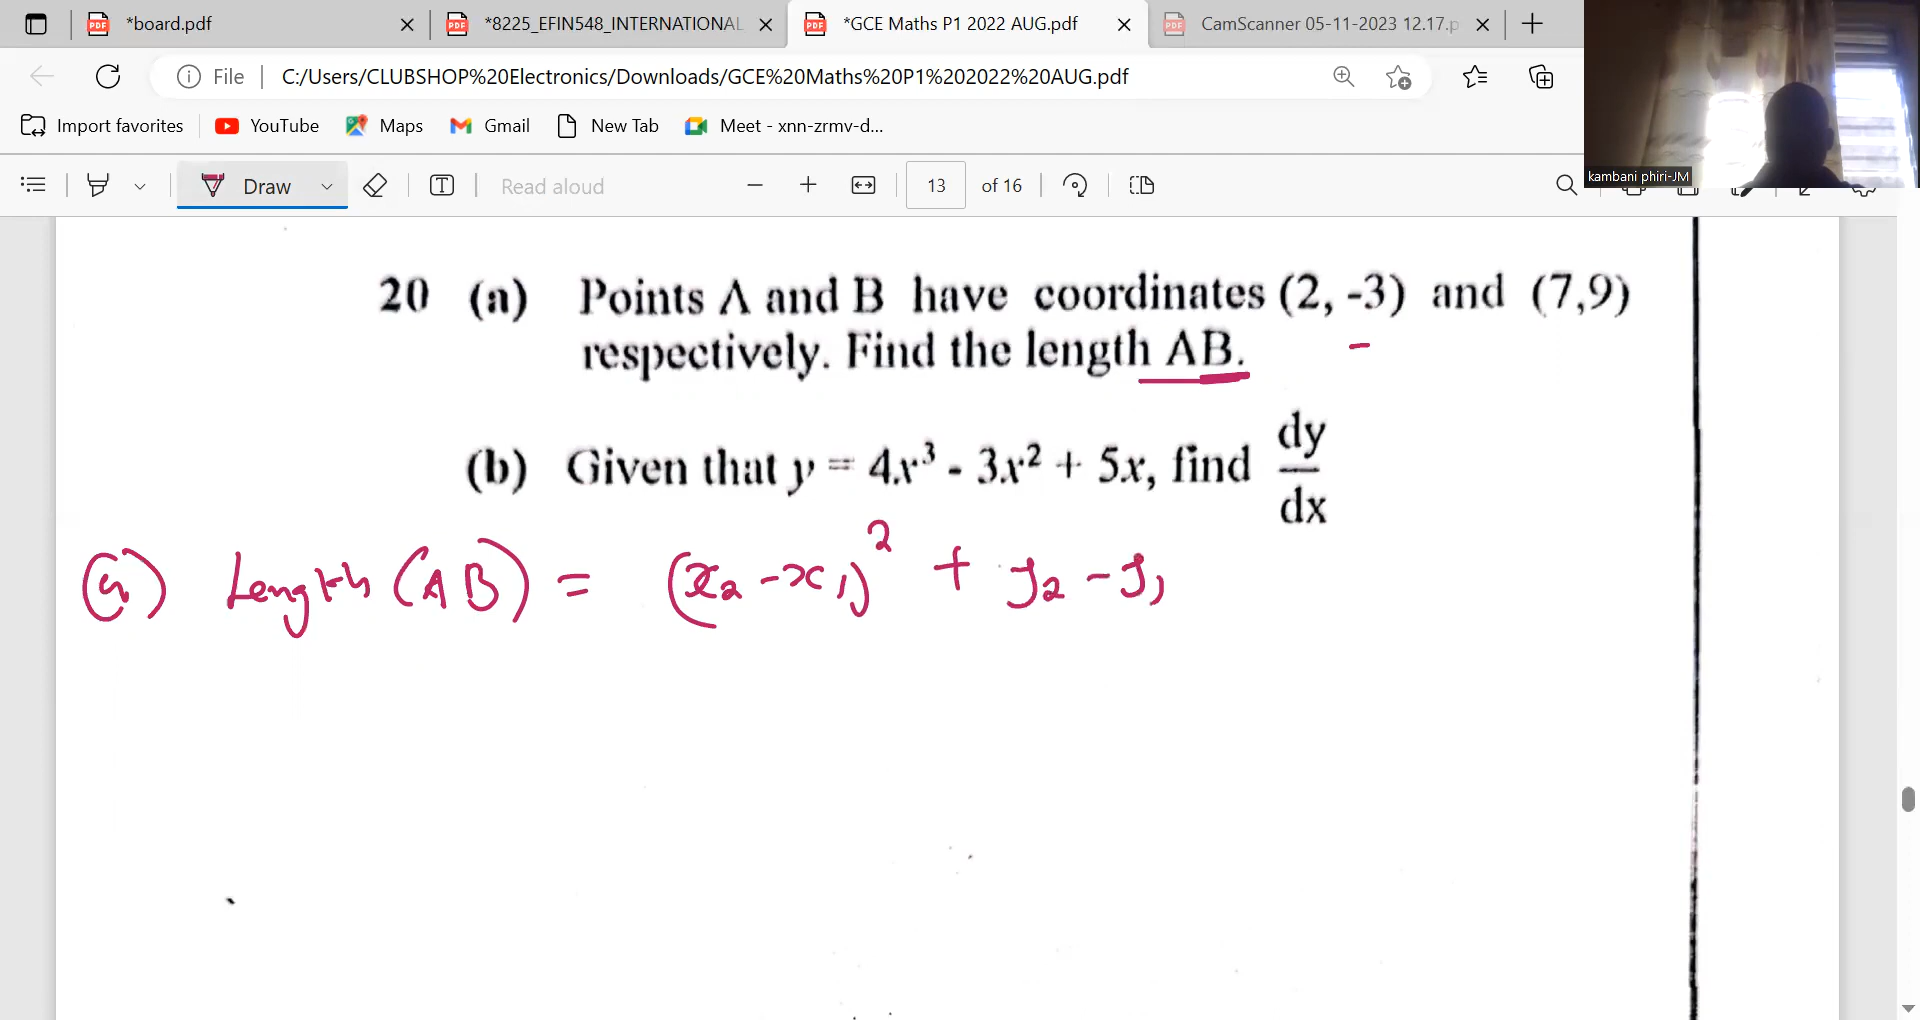 *board.pdf
*8225_EFIN548_INTERNATIONAL
*GCE Maths P1 2022 AUG.pdf
CamScanner 05-11-2023 12.17.p
File
C:/Users/CLUBSHOP%20Electronics/Downloads/GCE%20Maths%20P1%202022%20AUG.pdf
Import favorites
YouTube
Maps
Gmail
New Tab
Meet - xnn-zrmv-d...
kambani phiri-JM
Draw
Read aloud
13 of 16
20 (a) Points A and B have coordinates (2, -3) and (7,9)
respectively. Find the length AB.
(b) Given that y = 4x³ - 3x² + 5x, find dy/dx
(a) Length (AB) = (x₂ - x₁)² + y₂ - y₁